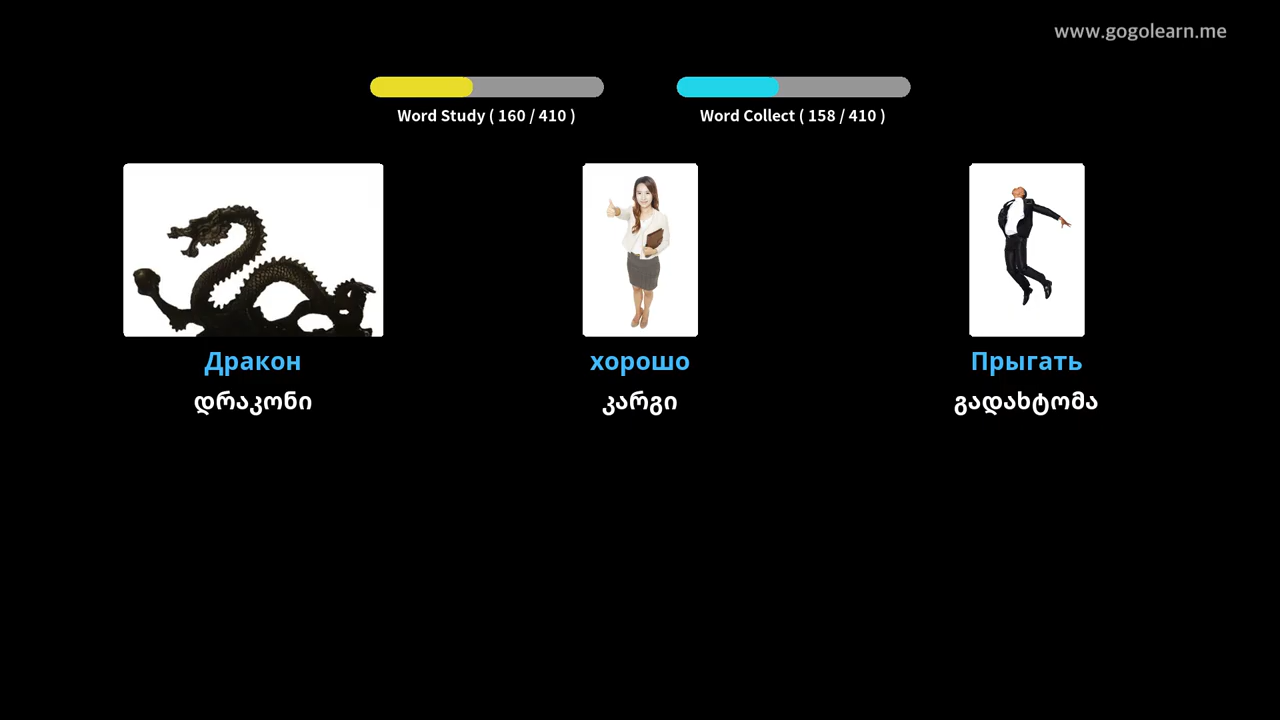 www.gogolearn.me
Word Study ( 160 / 410 )
Word Collect ( 158 / 410 )
Дракон
დრაკონი
хорошо
კარგი
Прыгать
გადახტომა